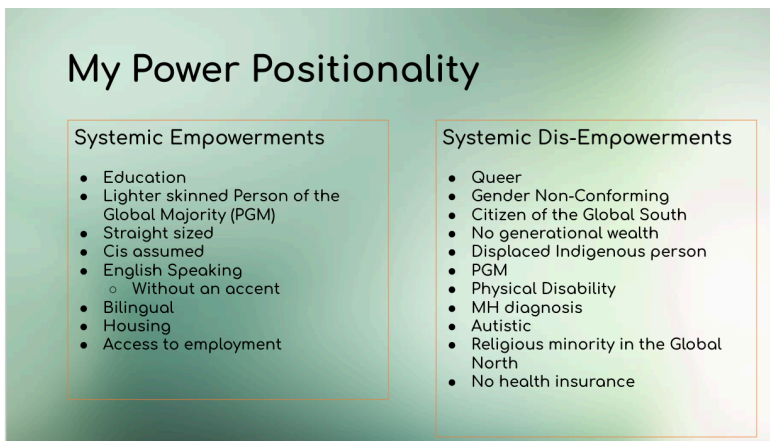 My Power Positionality
Systemic Empowerments
● Education
● Lighter skinned Person of the
Global Majority (PGM)
● Straight sized
● Cis assumed
● English Speaking
○ Without an accent
● Bilingual
● Housing
● Access to employment
Systemic Dis-Empowerments
● Queer
● Gender Non-Conforming
● Citizen of the Global South
● No generational wealth
● Displaced Indigenous person
● PGM
● Physical Disability
● MH diagnosis
● Autistic
● Religious minority in the Global
North
● No health insurance